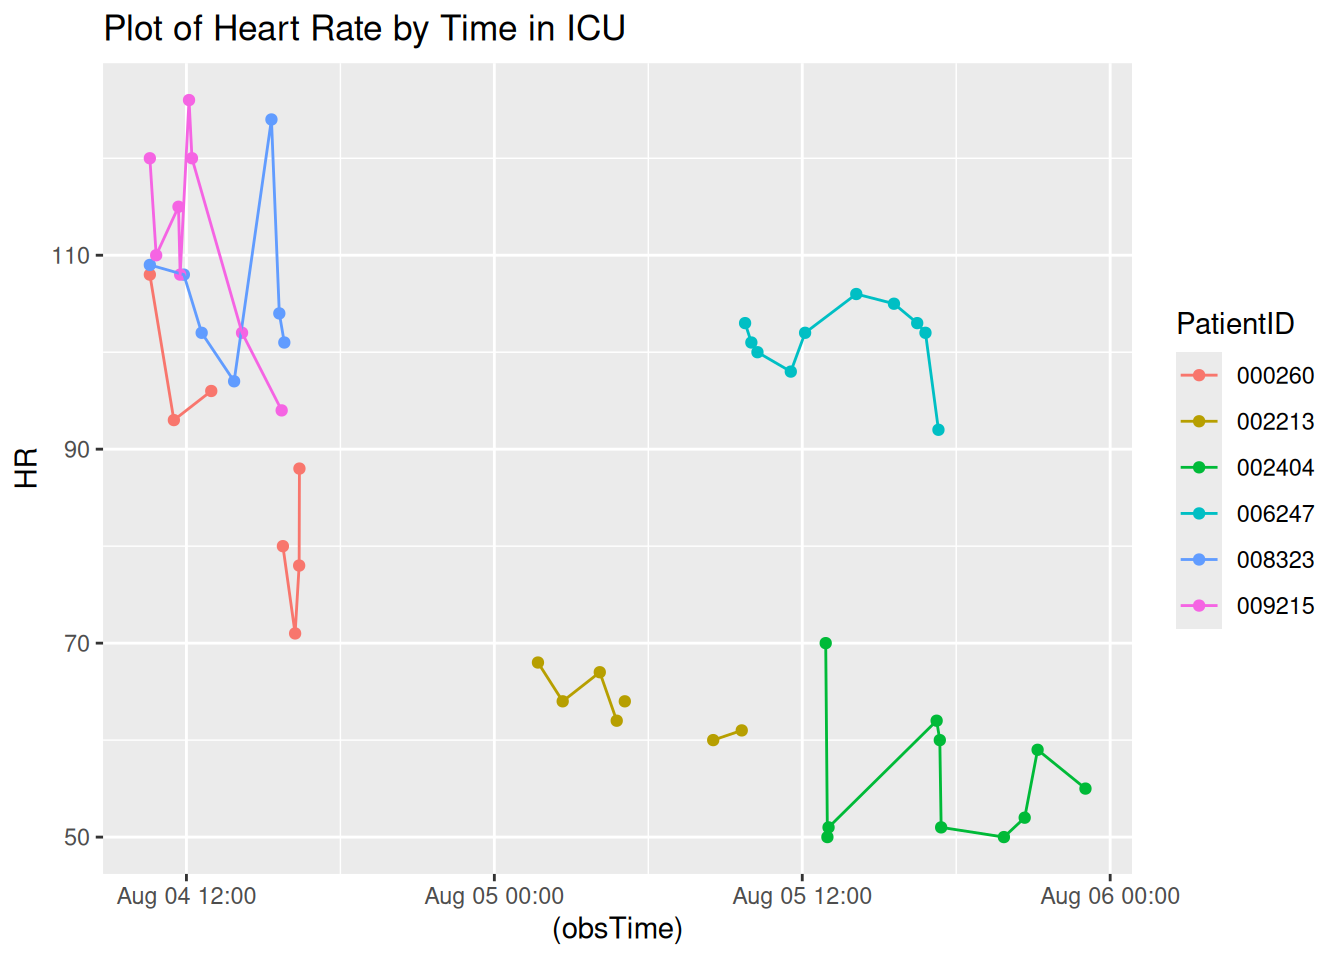 Plot of Heart Rate by Time in ICU
HR
110
90
70
50
Aug 04 12:00
Aug 05 00:00
Aug 05 12:00
Aug 06 00:00
(obsTime)
PatientID
000260
002213
002404
006247
008323
009215